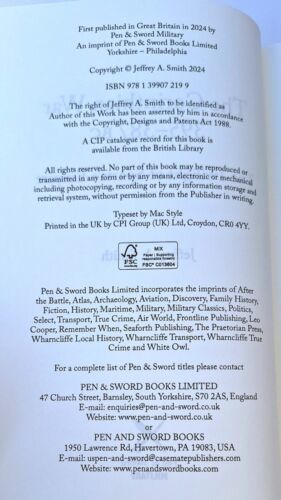 First published in Great Britain in 2024 by
Pen & Sword Military
An imprint of Pen & Sword Books Limited
Yorkshire – Philadelphia
Copyright © Jeffrey A. Smith 2024
ISBN 978 1 39907 219 9
The right of Jeffrey A. Smith to be identified as
Author of this Work has been asserted by him in accordance
with the Copyright, Designs and Patents Act 1988.
A CIP catalogue record for this book is
available from the British Library
All rights reserved. No part of this book may be reproduced or
transmitted in any form or by any means, electronic or mechanical
including photocopying, recording or by any information storage and
retrieval system, without permission from the Publisher in writing.
Typeset by Mac Style
Printed in the UK by CPI Group (UK) Ltd, Croydon, CR0 4YY.
FSC
MIX
Paper | Supporting
responsible forestry
FSC® C013604
Pen & Sword Books Limited incorporates the imprints of After
the Battle, Atlas, Archaeology, Aviation, Discovery, Family History,
Fiction, History, Maritime, Military, Military Classics, Politics,
Select, Transport, True Crime, Air World, Frontline Publishing, Leo
Cooper, Remember When, Seaforth Publishing, The Praetorian Press,
Wharncliffe Local History, Wharncliffe Transport, Wharncliffe True
Crime and White Owl.
For a complete list of Pen & Sword titles please contact
PEN & SWORD BOOKS LIMITED
47 Church Street, Barnsley, South Yorkshire, S70 2AS, England
E-mail: enquiries@pen-and-sword.co.uk
Website: www.pen-and-sword.co.uk
or
PEN AND SWORD BOOKS
1950 Lawrence Rd, Havertown, PA 19083, USA
E-mail: uspen-and-sword@casematepublishers.com
Website: www.penandswordbooks.com